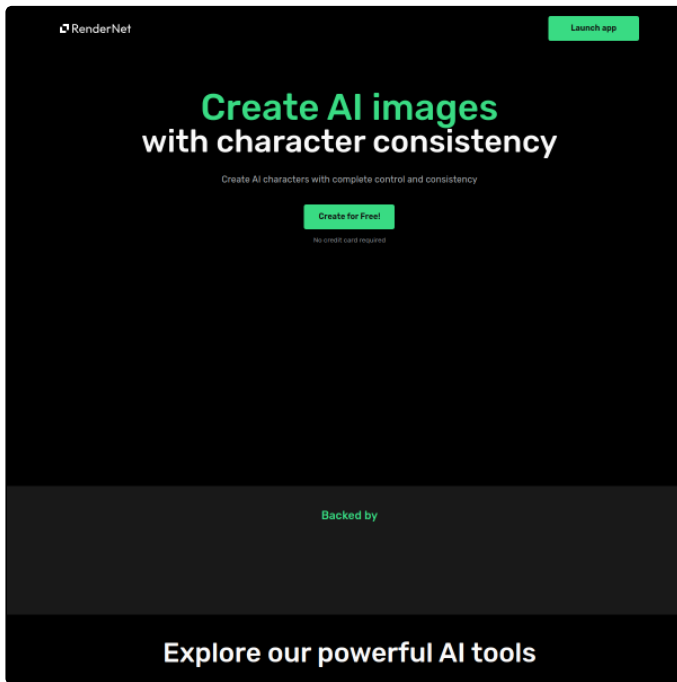 RenderNet
Launch app
Create AI images
with character consistency
Create AI characters with complete control and consistency
Create for Free!
No credit card required
Backed by
Explore our powerful AI tools